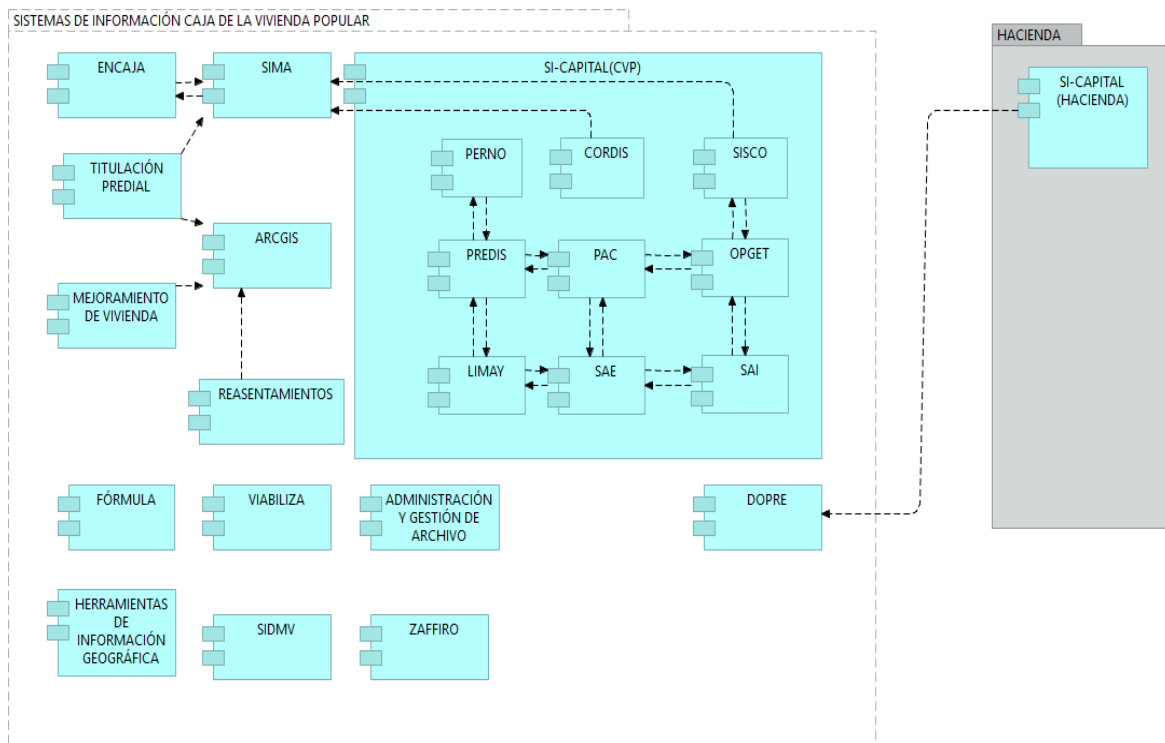 SISTEMAS DE INFORMACIÓN CAJA DE LA VIVIENDA POPULAR
HACIENDA
ENCAJA
SIMA
SI-CAPITAL(CVP)
SI-CAPITAL
(HACIENDA)
PERNO
CORDIS
SISCO
TITULACIÓN
PREDIAL
ARCGIS
PREDIS
PAC
OPGET
MEJORAMIENTO
DE VIVIENDA
LIMAY
SAE
SAI
REASENTAMIENTOS
FÓRMULA
VIABILIZA
ADMINISTRACIÓN
Y GESTIÓN DE
ARCHIVO
DOPRE
HERRAMIENTAS
DE
INFORMACIÓN
GEOGRÁFICA
SIDMV
ZAFFIRO